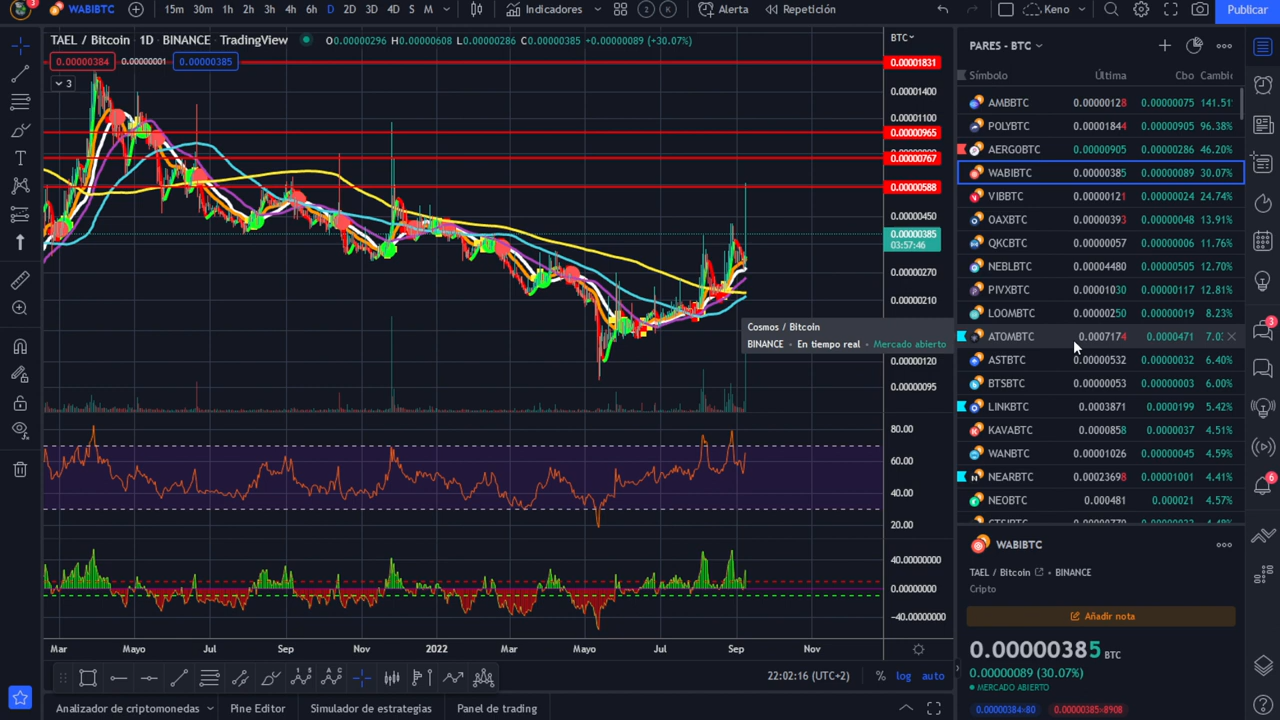 3 WABIBTC 15m 30m 1h 2h 3h 4h 6h D 2D 3D 4D S M Indicadores 2 K Alerta Repetición Keno Publicar
TAEL / Bitcoin · 1D · BINANCE · TradingView O0.00000296 H0.00000608 L0.00000286 C0.00000385 +0.00000089 (+30.07%)
0.00000384 0.00000001 0.00000385
3
BTC
0.00001831
0.00001400
0.00001100
0.00000965
0.00000767
0.00000588
0.00000450
0.00000385
03:57:46
0.00000270
0.00000210
0.00000120
0.00000095
80.00
60.00
40.00
20.00
40.00000000
0.00000000
-40.00000000
Cosmos / Bitcoin
BINANCE · En tiempo real · Mercado abierto
Mar Mayo Jul Sep Nov 2022 Mar Mayo Jul Sep Nov
22:02:16 (UTC+2) % log auto
Analizador de criptomonedas Pine Editor Simulador de estrategias Panel de trading
PARES - BTC
Símbolo Última Cbo Cambi
AMBBTC 0.00000128 0.00000075 141.51
POLYBTC 0.00001844 0.00000905 96.38%
AERGOBTC 0.00000905 0.00000286 46.20%
WABIBTC 0.00000385 0.00000089 30.07%
VIBBTC 0.00000121 0.00000024 24.74%
OAXBTC 0.00000393 0.00000048 13.91%
QKCBTC 0.00000057 0.00000006 11.76%
NEBLBTC 0.00004480 0.00000505 12.70%
PIVXBTC 0.00001030 0.00000117 12.81%
LOOMBTC 0.00000250 0.00000019 8.23%
ATOMBTC 0.0007174 0.0000471 7.0
ASTBTC 0.00000532 0.00000032 6.40%
BTSBTC 0.00000053 0.00000003 6.00%
LINKBTC 0.0003871 0.0000199 5.42%
KAVABTC 0.0000858 0.0000037 4.51%
WANBTC 0.00001026 0.00000045 4.59%
NEARBTC 0.00023698 0.00001001 4.41%
NEOBTC 0.000481 0.000021 4.57%
WABIBTC
TAEL / Bitcoin · BINANCE
Cripto
Añadir nota
0.00000385 BTC
0.00000089 (30.07%)
MERCADO ABIERTO
0.00000384×80 0.00000385×8908
3
6